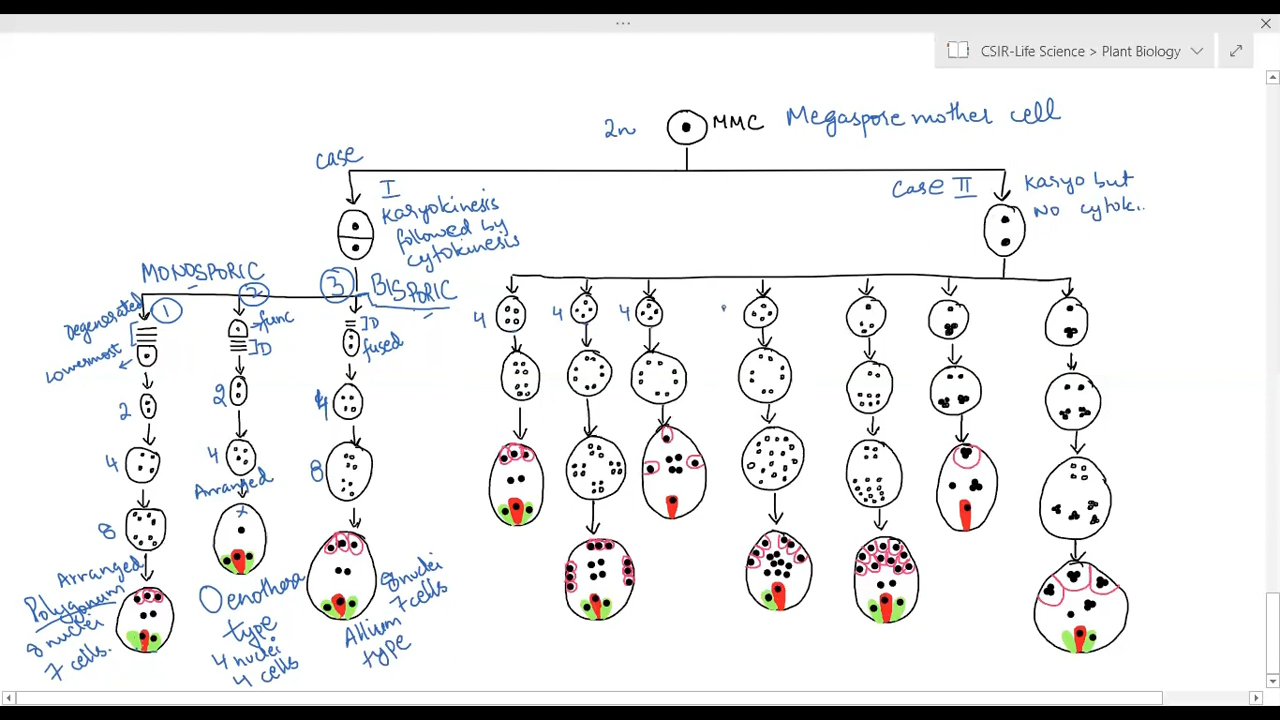 CSIR-Life Science > Plant Biology
2n
MMC
Megaspore mother cell
case
I
Karyokinesis
followed by
cytokinesis
Case II
Karyo but
No cytok..
MONOSPORIC
1
2
3
BISPORIC
Degenerated
Lowermost
func
D
D
fused
4
4
4
2
2
4
4
4
8
8
Arranged
Arranged
Polygonum
8 nuclei
7 cells.
Oenothera
type
4 nuclei
4 cells
8 nuclei
7 cells
Allium
type